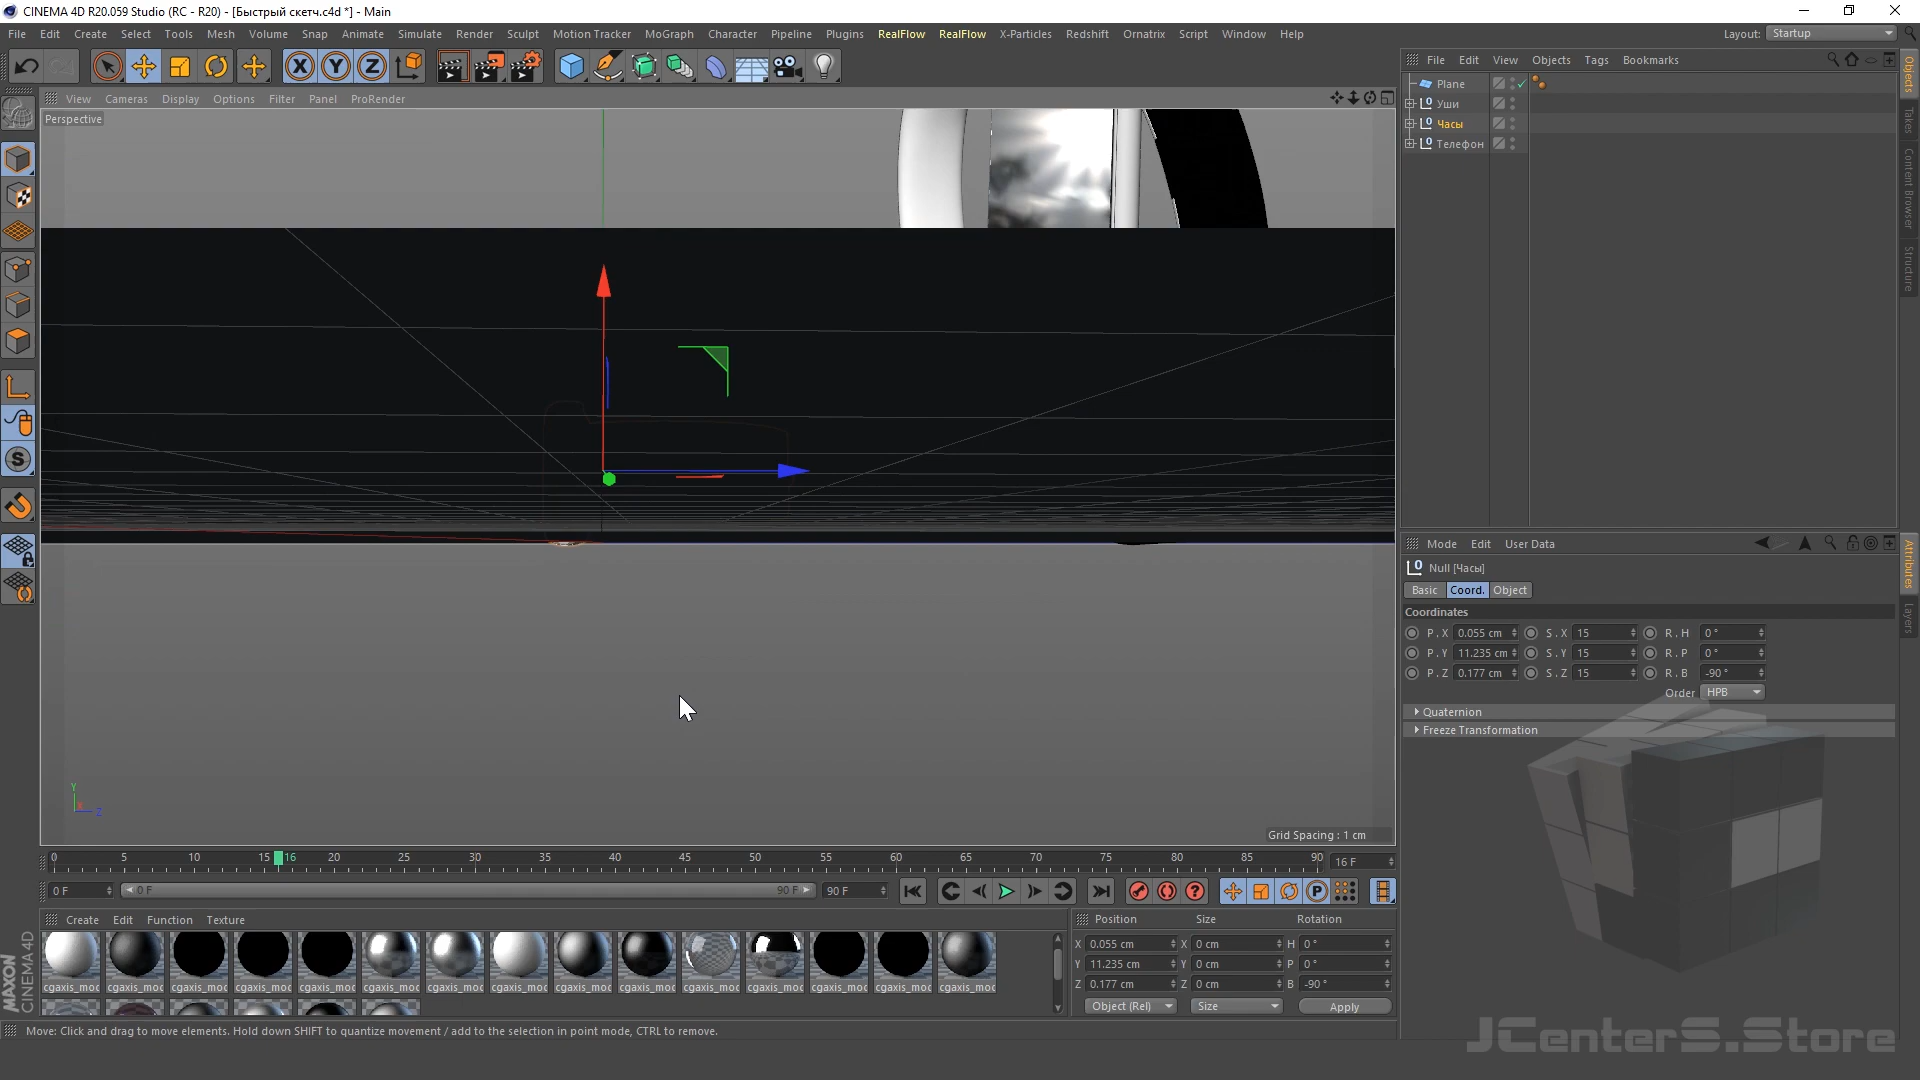 CINEMA 4D R20.059 Studio (RC - R20) - [Быстрый скетч.c4d *] - Main
File Edit Create Select Tools Mesh Volume Snap Animate Simulate Render Sculpt Motion Tracker MoGraph Character Pipeline Plugins RealFlow RealFlow X-Particles Redshift Ornatrix Script Window Help
Layout: Startup
File Edit View Objects Tags Bookmarks
View Cameras Display Options Filter Panel ProRender
Perspective
Plane
Уши
Часы
Телефон
Objects
Takes
Content Browser
Structure
Mode Edit User Data
Null [Часы]
Basic Coord. Object
Coordinates
P . X 0.055 cm S . X 15 R . H 0 °
P . Y 11.235 cm S . Y 15 R . P 0 °
P . Z 0.177 cm S . Z 15 R . B -90 °
Order HPB
Quaternion
Freeze Transformation
Attributes
Layers
Y
Z
Grid Spacing : 1 cm
0 5 10 15 16 20 25 30 35 40 45 50 55 60 65 70 75 80 85 90 16 F
0 F 0 F 90 F 90 F
Create Edit Function Texture
cgaxis_moc cgaxis_moc cgaxis_moc cgaxis_moc cgaxis_moc cgaxis_moc cgaxis_moc cgaxis_moc cgaxis_moc cgaxis_moc cgaxis_moc cgaxis_moc cgaxis_moc cgaxis_moc cgaxis_moc
Position Size Rotation
X 0.055 cm X 0 cm H 0 °
Y 11.235 cm Y 0 cm P 0 °
Z 0.177 cm Z 0 cm B -90 °
Object (Rel) Size Apply
MAXON
CINEMA 4D
Move: Click and drag to move elements. Hold down SHIFT to quantize movement / add to the selection in point mode, CTRL to remove.
JCenterS.Store